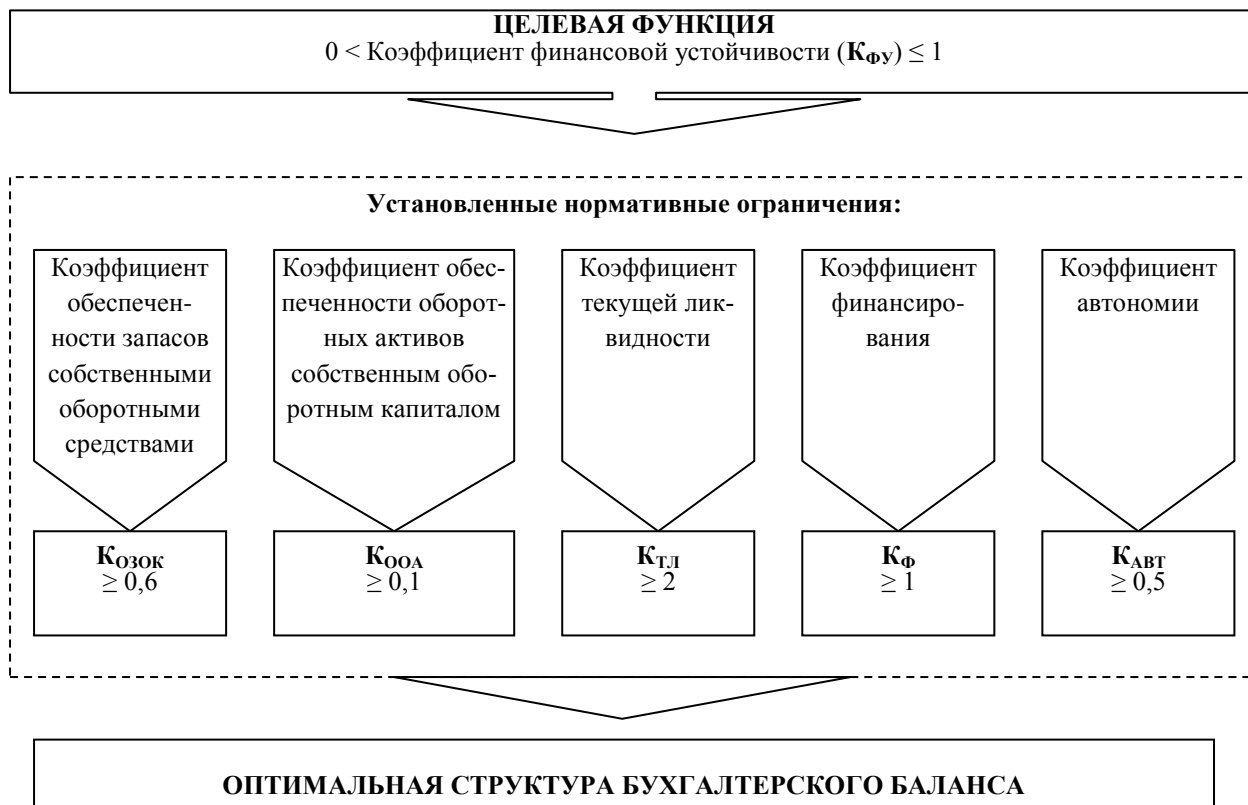 ЦЕЛЕВАЯ ФУНКЦИЯ
0 < Коэффициент финансовой устойчивости (КФУ) ≤ 1
Установленные нормативные ограничения:
Коэффициент
обеспечен-
ности запасов
собственными
оборотными
средствами
Коэффициент обес-
печенности оборот-
ных активов
собственным обо-
ротным капиталом
Коэффициент
текущей лик-
видности
Коэффициент
финансиро-
вания
Коэффициент
автономии
КОЗОК
≥ 0,6
КООА
≥ 0,1
КТЛ
≥ 2
КФ
≥ 1
КАВТ
≥ 0,5
ОПТИМАЛЬНАЯ СТРУКТУРА БУХГАЛТЕРСКОГО БАЛАНСА